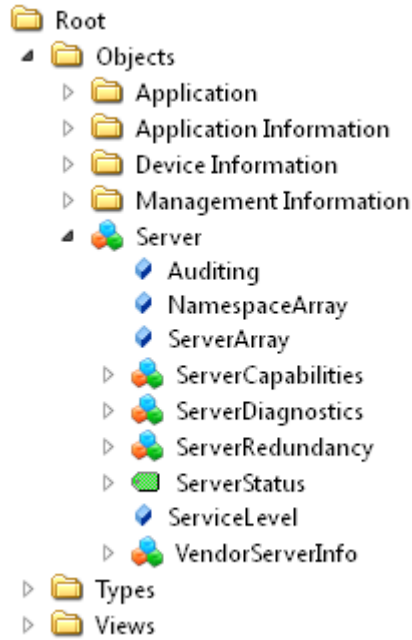 Root
Objects
Application
Application Information
Device Information
Management Information
Server
Auditing
NamespaceArray
ServerArray
ServerCapabilities
ServerDiagnostics
ServerRedundancy
ServerStatus
ServiceLevel
VendorServerInfo
Types
Views